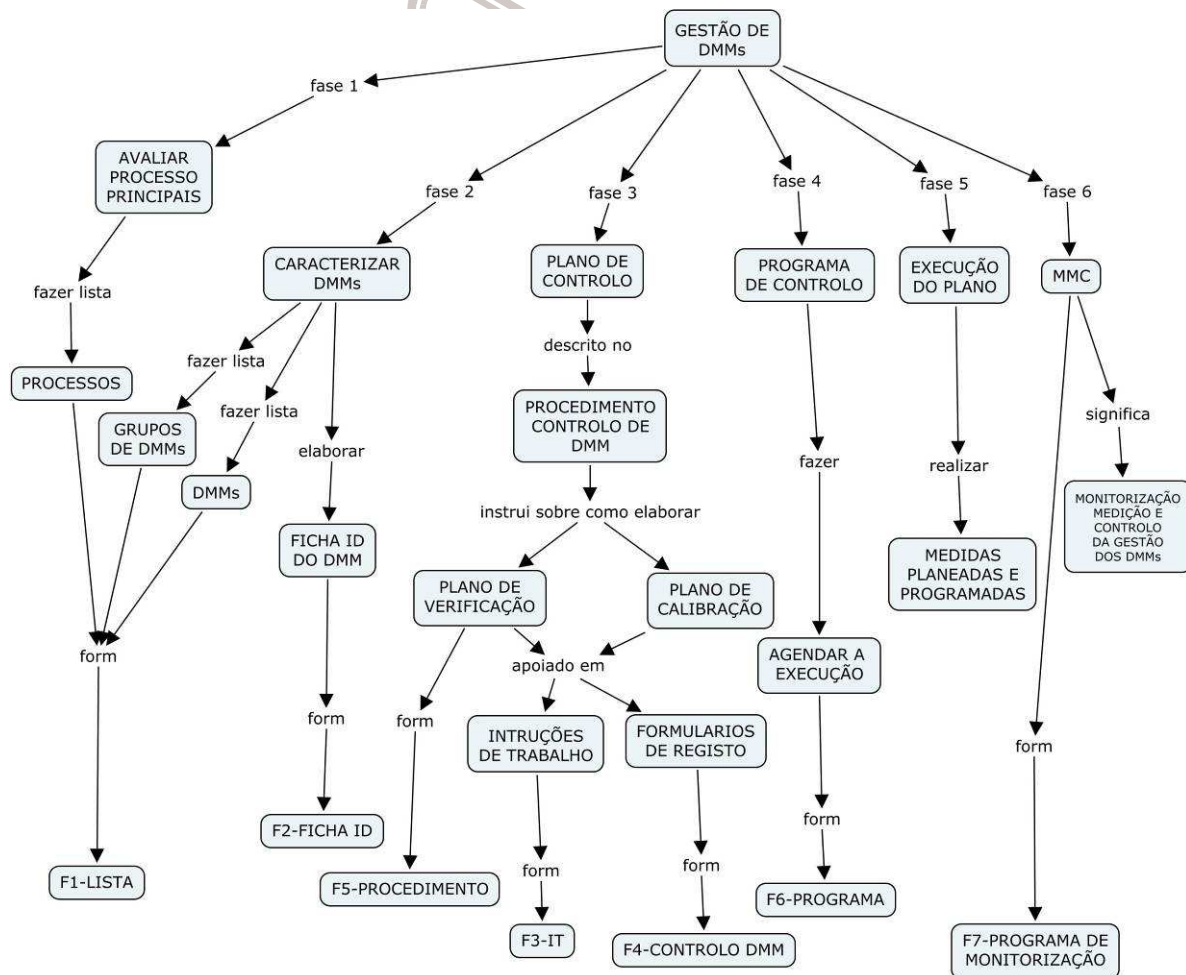 GESTÃO DE
DMMs
fase 1
AVALIAR
PROCESSO
PRINCIPAIS
fase 2
fase 3
fase 4
fase 5
fase 6
CARACTERIZAR
DMMs
PLANO DE
CONTROLO
PROGRAMA
DE CONTROLO
EXECUÇÃO
DO PLANO
MMC
fazer lista
fazer lista
descrito no
PROCESSOS
fazer lista
GRUPOS
DE DMMs
PROCEDIMENTO
CONTROLO DE
DMM
significa
elaborar
fazer
realizar
DMMs
instrui sobre como elaborar
MONITORIZAÇÃO
MEDIÇÃO E
CONTROLO
DA GESTÃO
DOS DMMs
FICHA ID
DO DMM
MEDIDAS
PLANEADAS E
PROGRAMADAS
PLANO DE
VERIFICAÇÃO
PLANO DE
CALIBRAÇÃO
form
apoiado em
AGENDAR A
EXECUÇÃO
form
form
INTRUÇÕES
DE TRABALHO
FORMULARIOS
DE REGISTO
form
F2-FICHA ID
form
form
form
F1-LISTA
F5-PROCEDIMENTO
F6-PROGRAMA
F3-IT
F4-CONTROLO DMM
F7-PROGRAMA DE
MONITORIZAÇÃO